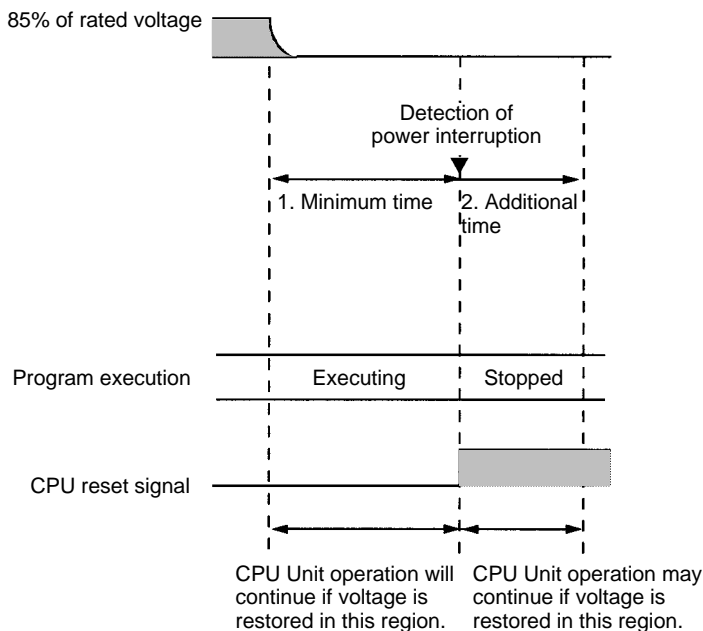 85% of rated voltage
Detection of
power interruption
1. Minimum time
2. Additional
time
Program execution
Executing
Stopped
CPU reset signal
CPU Unit operation will
continue if voltage is
restored in this region.
CPU Unit operation may
continue if voltage is
restored in this region.